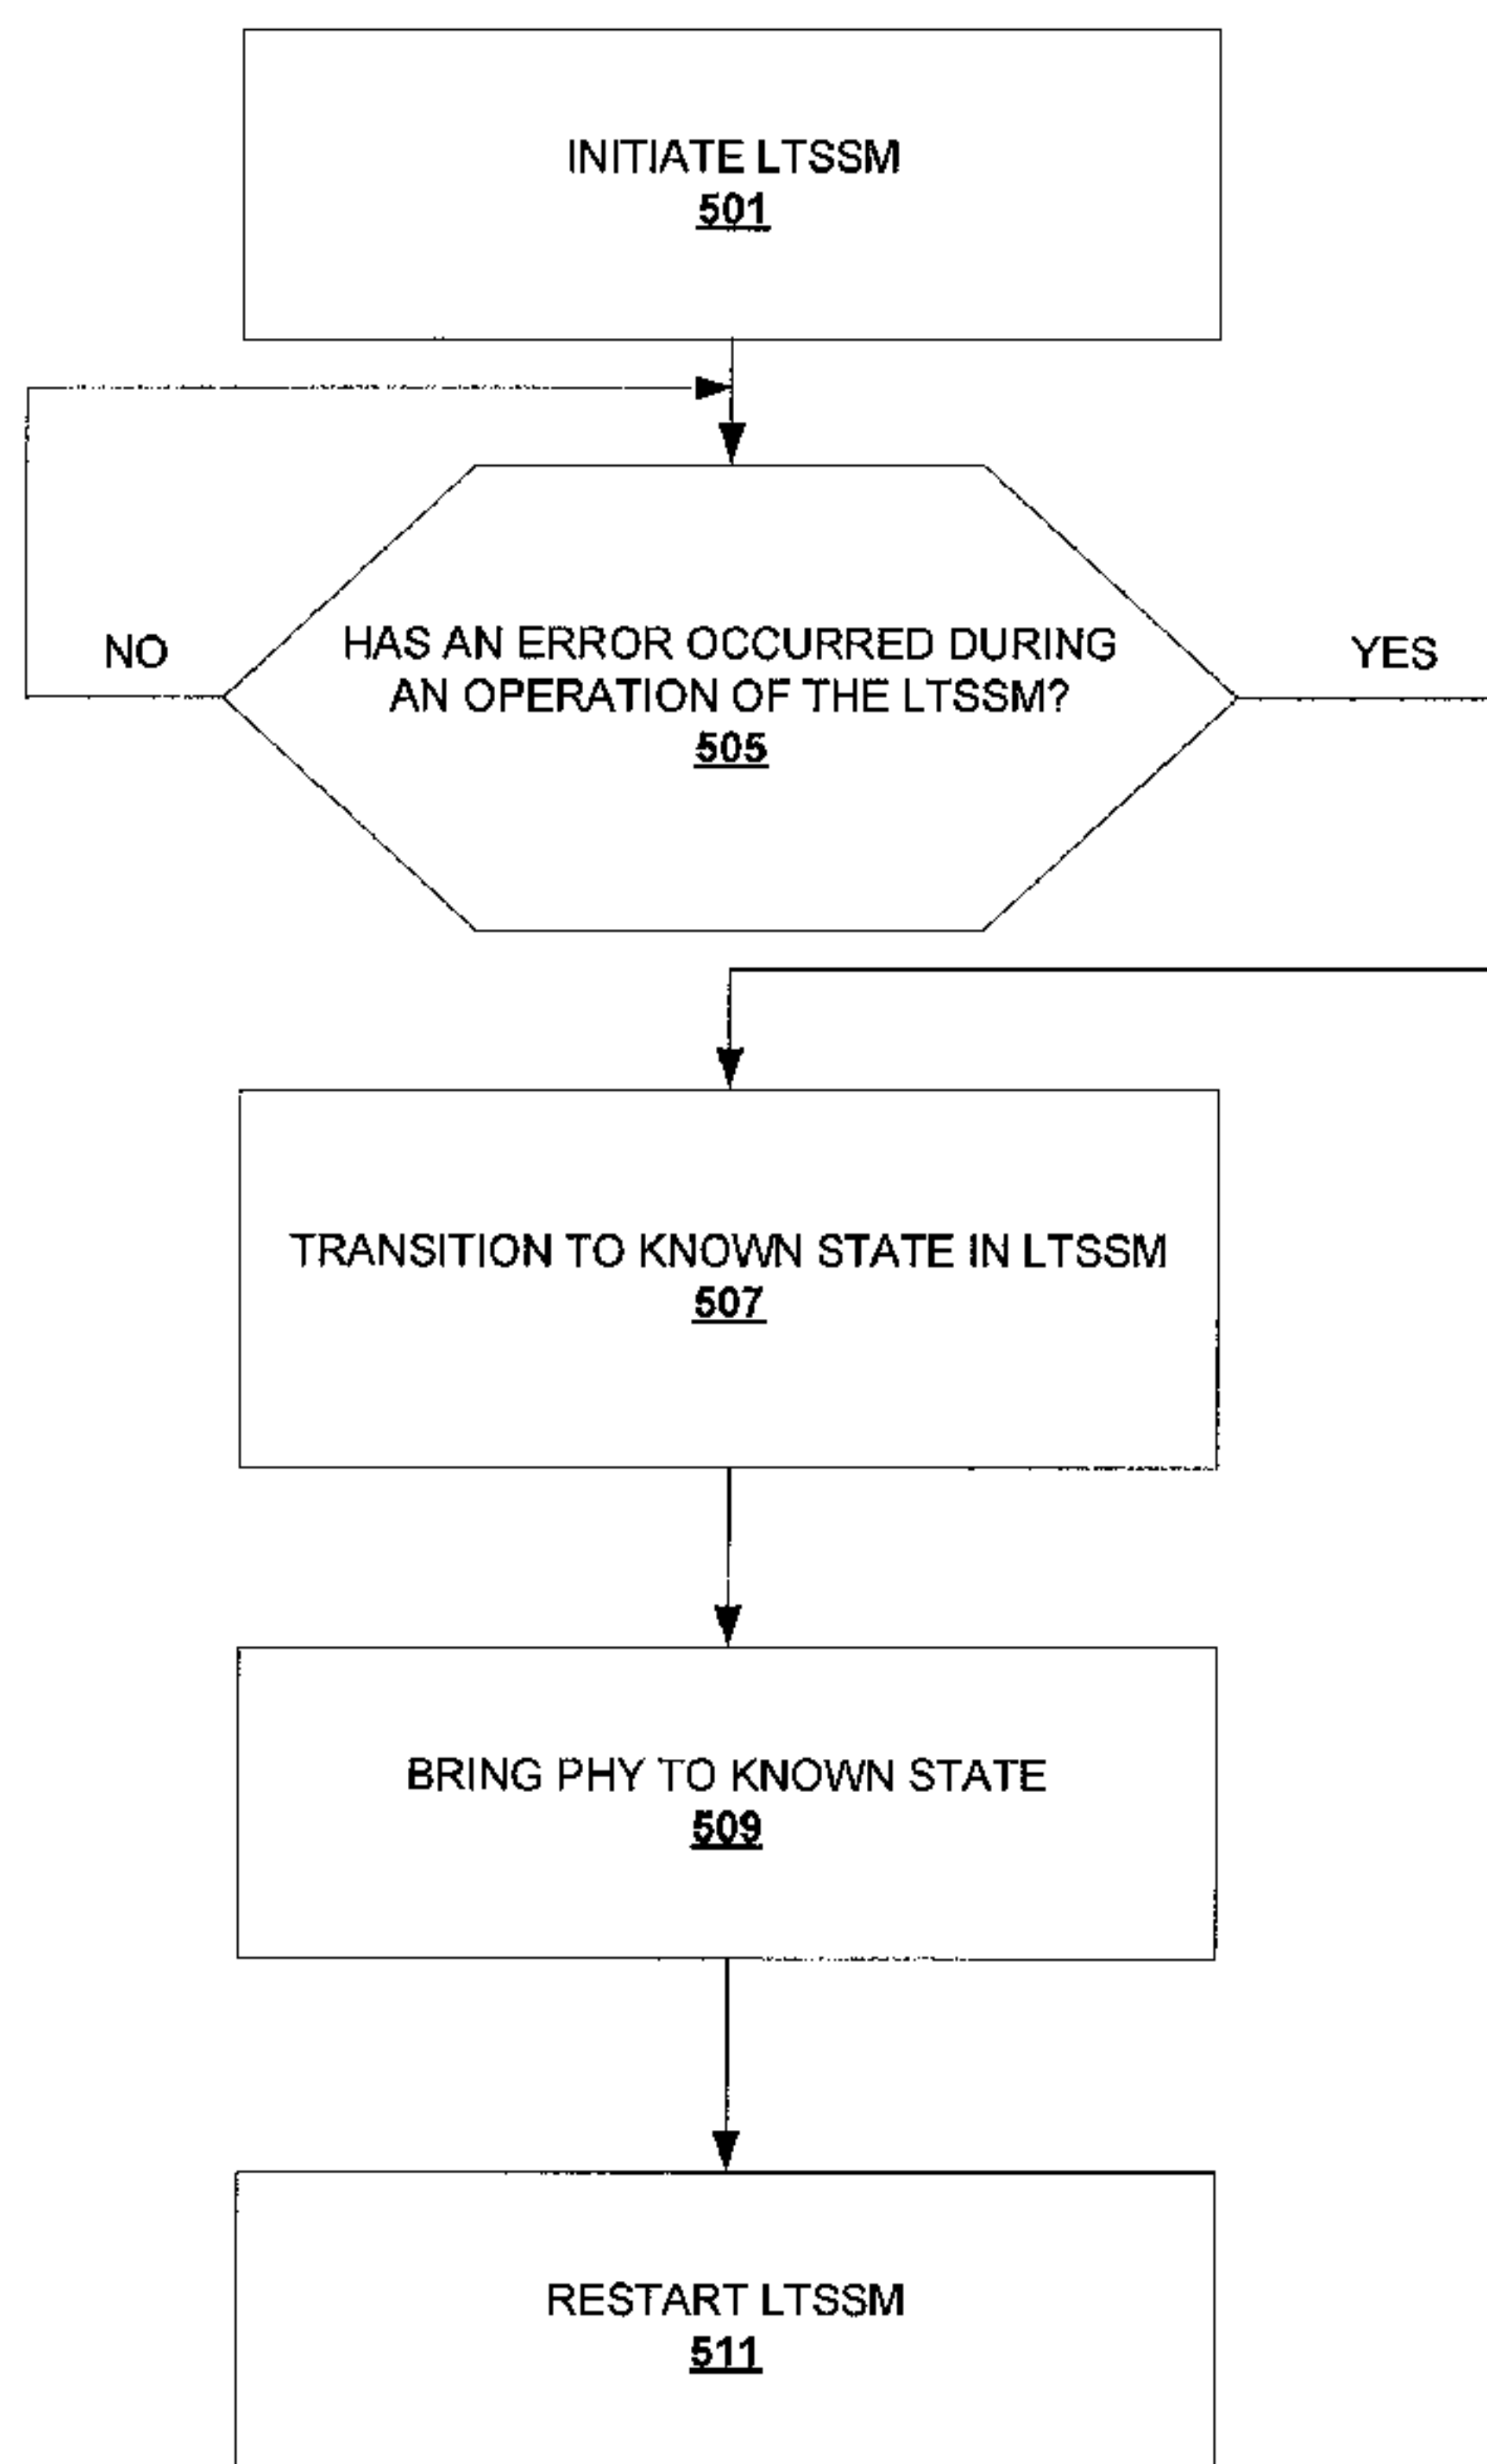 INITIATE LTSSM
501
HAS AN ERROR OCCURRED DURING
AN OPERATION OF THE LTSSM?
505
NO
YES
TRANSITION TO KNOWN STATE IN LTSSM
507
BRING PHY TO KNOWN STATE
509
RESTART LTSSM
511